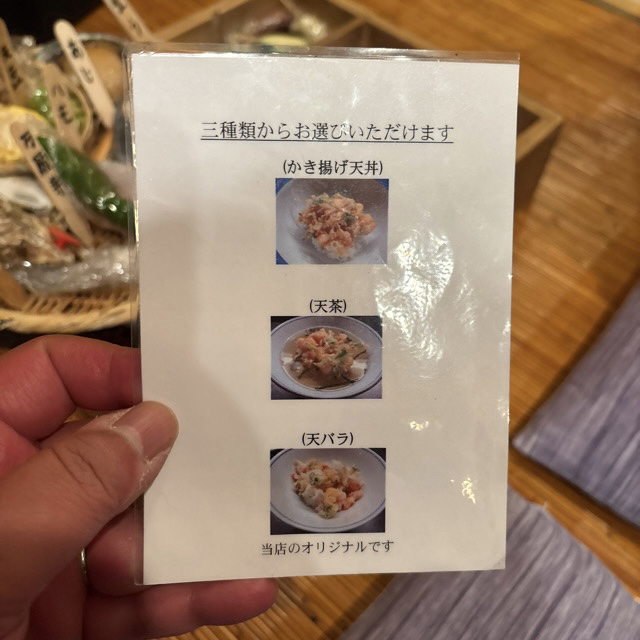 三種類からお選びいただけます
(かき揚げ天丼)
(天茶)
(天バラ)
当店のオリジナルです